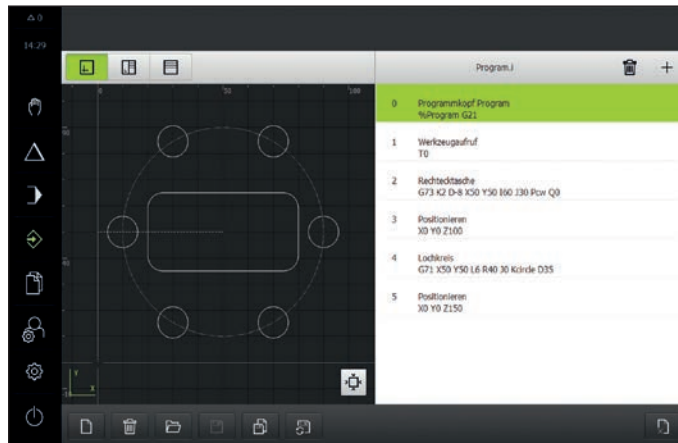 △ 0
14.29
Program.i
0 50 100
0 Programmkopf Program
%Program G21
1 Werkzeugaufruf
T0
2 Rechtecktasche
G73 K2 D-8 X50 Y50 I60 J30 Pcw Q0
3 Positionieren
X0 Y0 Z100
4 Lochkreis
G71 X50 Y50 L6 R40 J0 Kcircle D35
5 Positionieren
X0 Y0 Z150
Y
X